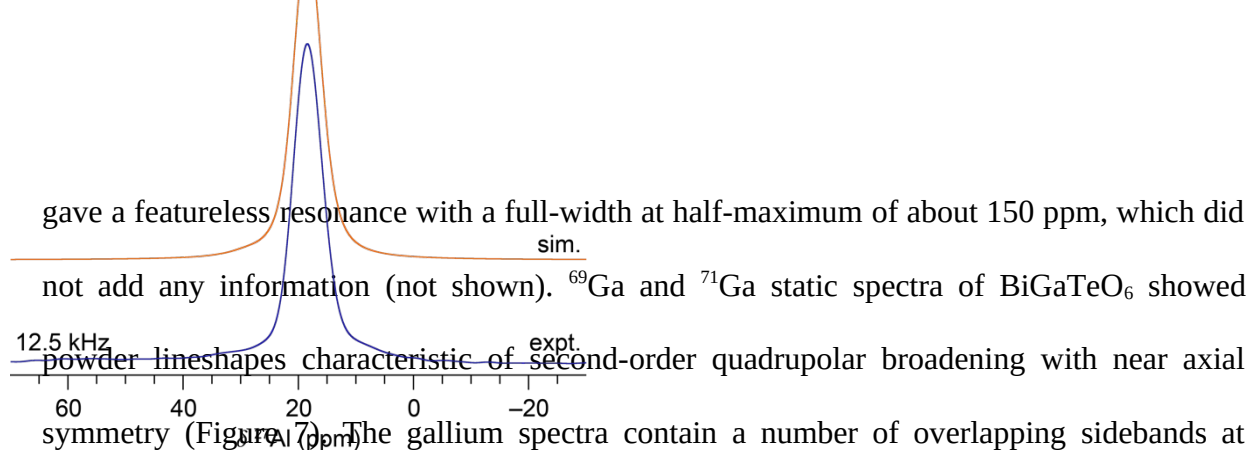 gave a featureless resonance with a full-width at half-maximum of about 150 ppm, which did
sim.
not add any information (not shown). ⁶⁹Ga and ⁷¹Ga static spectra of BiGaTeO₆ showed
12.5 kHz
expt.
powder lineshapes characteristic of second-order quadrupolar broadening with near axial
60 40 20 0 –20
symmetry (Figure 7). The gallium spectra contain a number of overlapping sidebands at
²⁷Al (ppm)